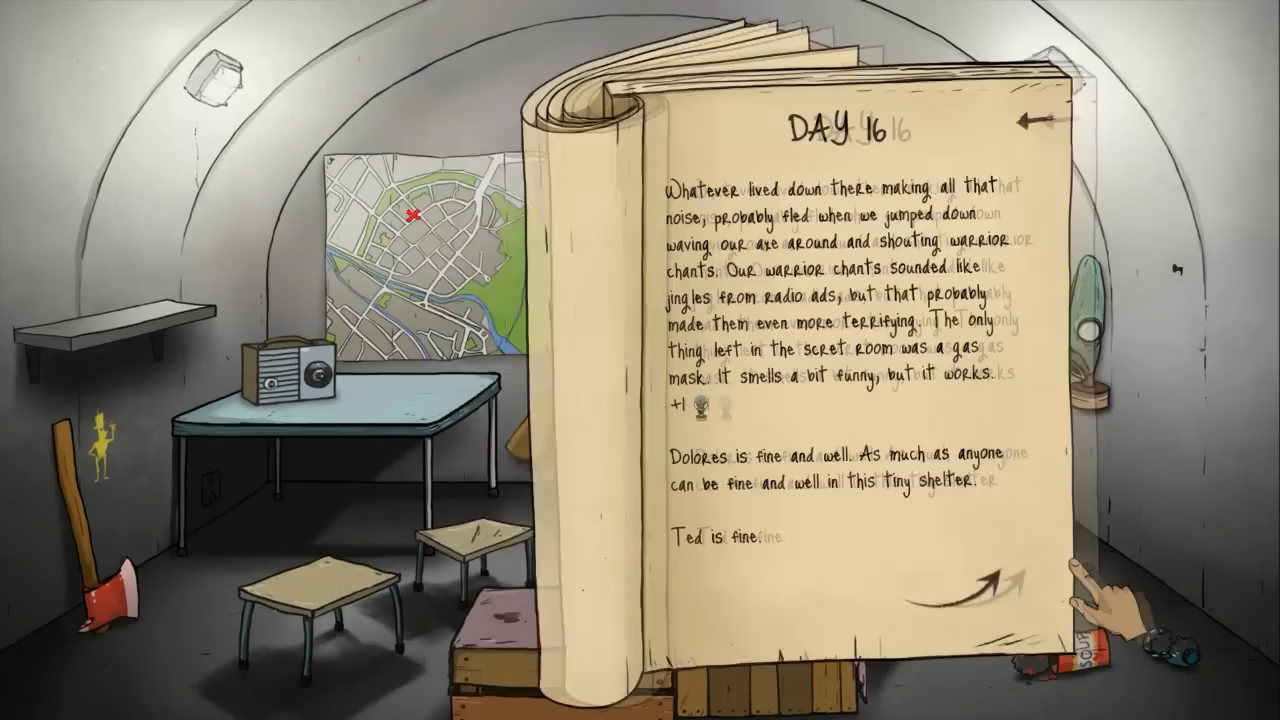 DAY 16
Whatever lived down there making all that
noise, probably fled when we jumped down
waving our axe around and shouting warrior
chants. Our warrior chants sounded like
jingles from radio ads, but that probably
made them even more terrifying. The only
thing left in the scret room was a gas
mask. It smells a bit funny, but it works.
+1
Dolores is fine and well. As much as anyone
can be fine and well in this tiny shelter.
Ted is fine.
SOUP